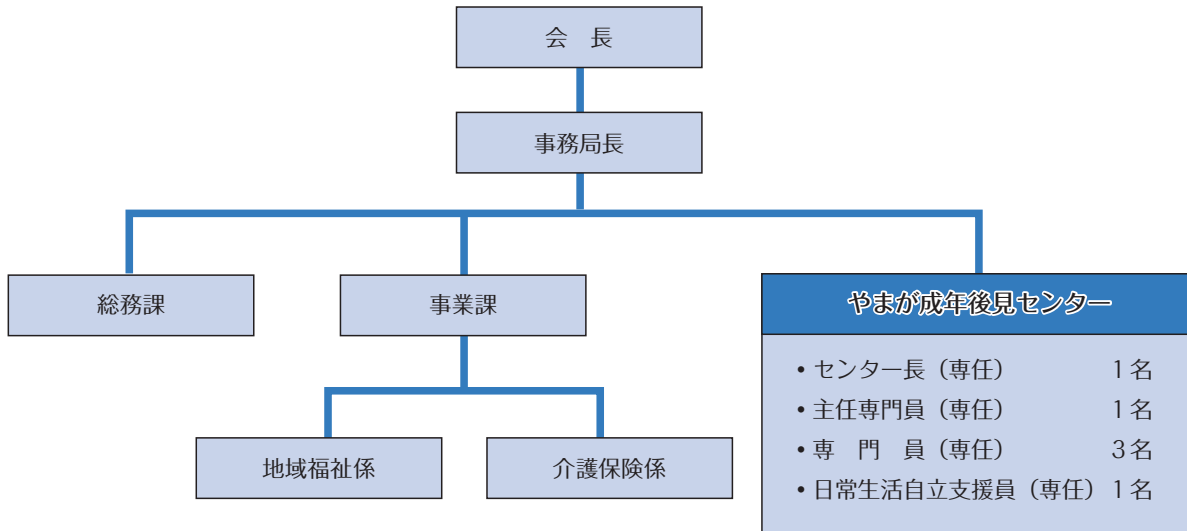 会　長
事務局長
総務課
事業課
やまが成年後見センター
• センター長（専任）　1名
• 主任専門員（専任）　1名
• 専　門　員（専任）　3名
• 日常生活自立支援員（専任）1名
地域福祉係
介護保険係